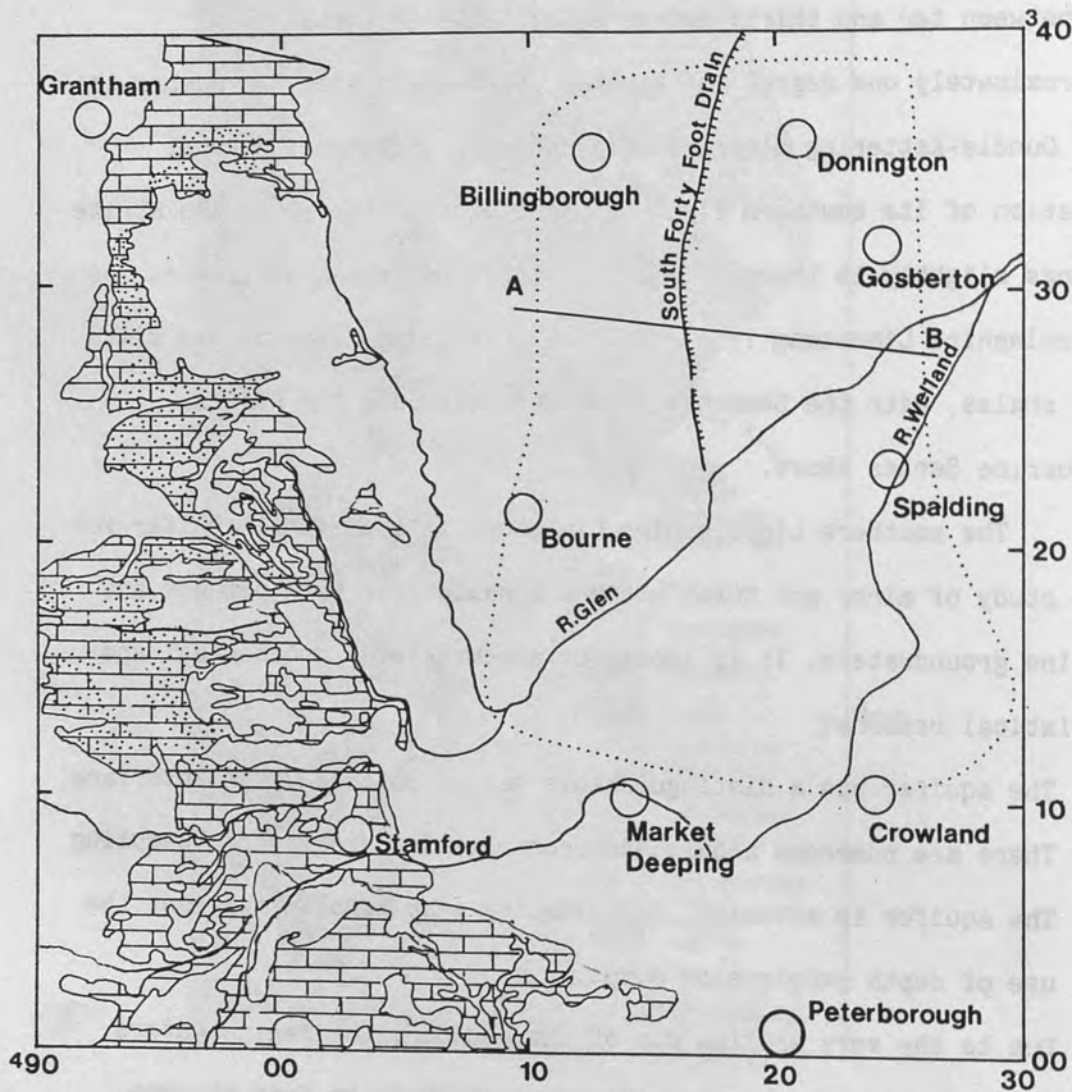 3
40
Grantham
South Forty Foot Drain
Billingborough
Donington
Gosberton
A
30
B
R.Welland
Spalding
Bourne
20
R.Glen
Stamford
Market
Deeping
Crowland
10
Peterborough
490
00
10
20
30
00